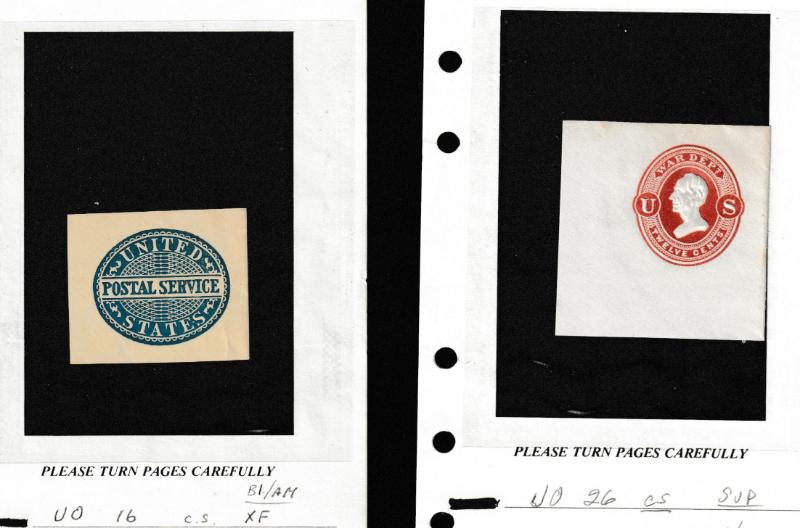 UNITED
POSTAL SERVICE
STATES
PLEASE TURN PAGES CAREFULLY
Bl/AM
UO 16 c.s. XF
WAR DEPT
U S
TWELVE CENTS
PLEASE TURN PAGES CAREFULLY
UO 26 cs SUP